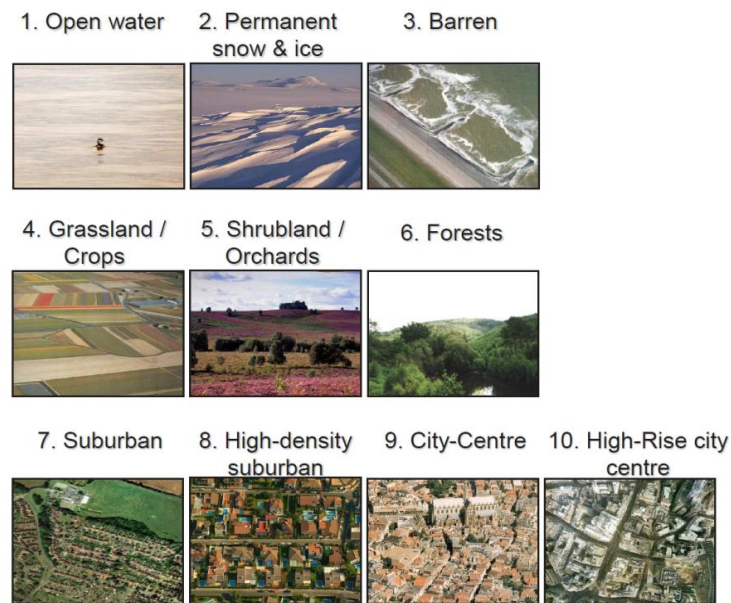 1. Open water
2. Permanent
snow & ice
3. Barren
4. Grassland /
Crops
5. Shrubland /
Orchards
6. Forests
7. Suburban
8. High-density
suburban
9. City-Centre
10. High-Rise city
centre